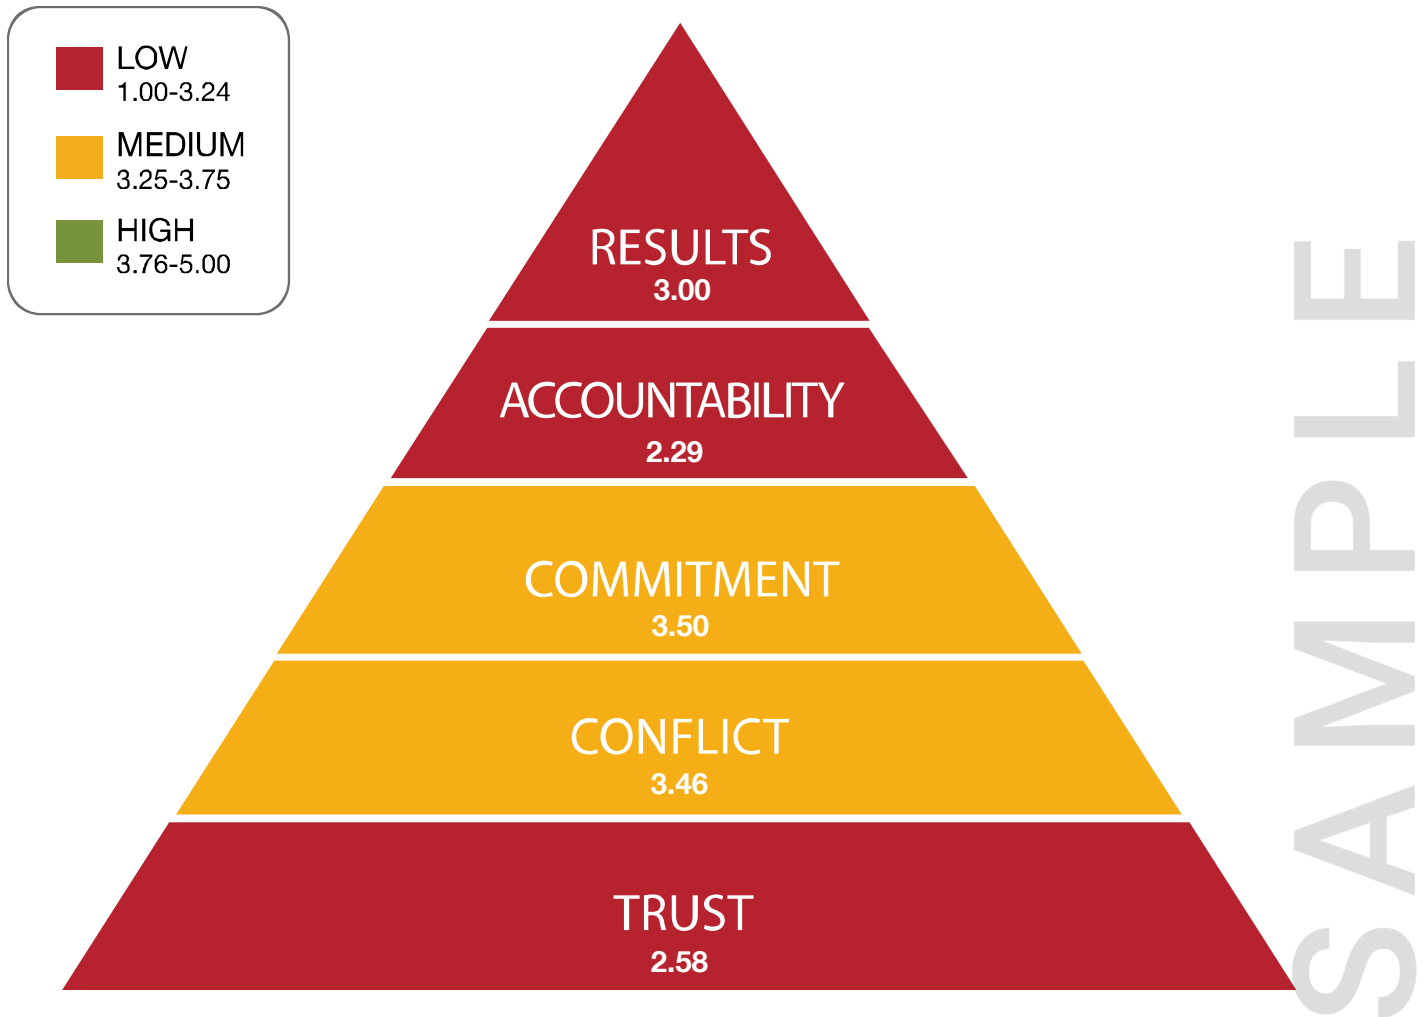 LOW
1.00-3.24
MEDIUM
3.25-3.75
HIGH
3.76-5.00
RESULTS
3.00
ACCOUNTABILITY
2.29
COMMITMENT
3.50
CONFLICT
3.46
TRUST
2.58
SAMPLE